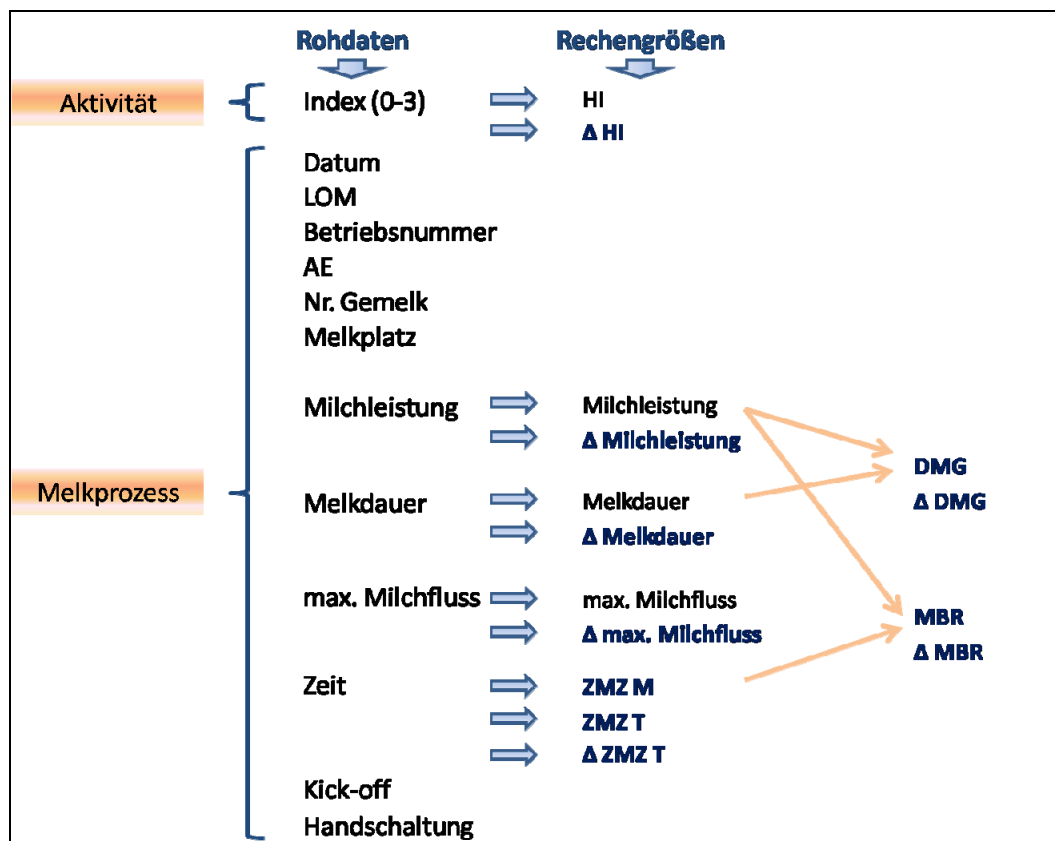 Rohdaten Rechengrößen
Aktivität Index (0-3) HI
Δ HI
Datum
LOM
Betriebsnummer
AE
Nr. Gemelk
Melkplatz
Milchleistung Milchleistung
Δ Milchleistung
DMG
Melkprozess Melkdauer Melkdauer
Δ DMG
Δ Melkdauer
max. Milchfluss max. Milchfluss
MBR
Δ max. Milchfluss
Δ MBR
Zeit ZMZ M
ZMZ T
Δ ZMZ T
Kick-off
Handschaltung